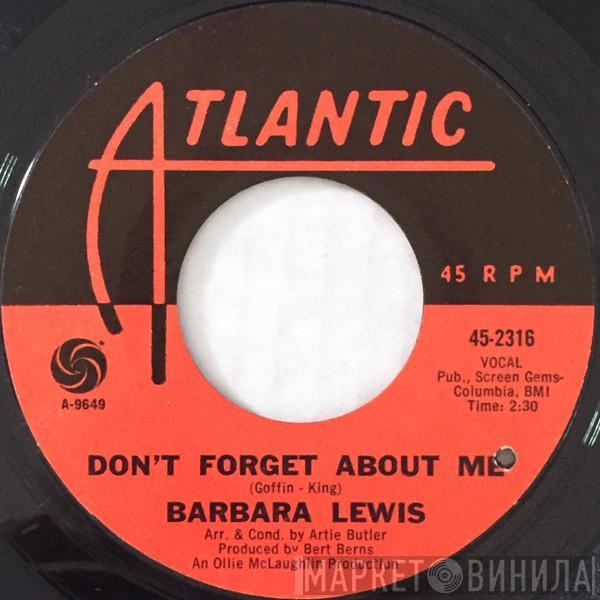 ATLANTIC
45 RPM
45-2316
VOCAL
Pub., Screen Gems-
Columbia, BMI
Time: 2:30
A-9649
DON'T FORGET ABOUT ME
(Goffin - King)
BARBARA LEWIS
Arr. & Cond. by Artie Butler
Produced by Bert Berns
An Ollie McLaughlin Production
МАРКЕТ ВИНИЛА